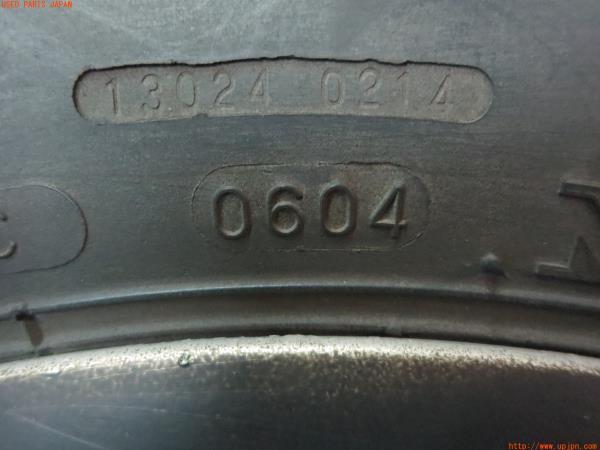 USED PARTS JAPAN
13024 0214
0604
C
http://www.upjpn.com/